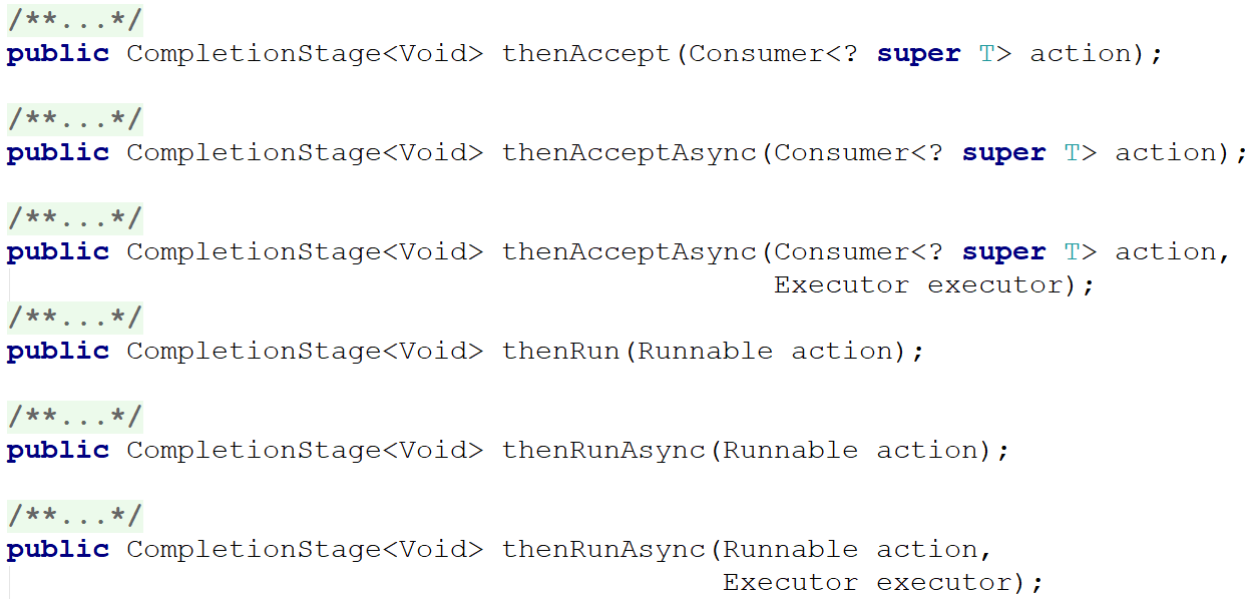 /**...*/
public CompletionStage<Void> thenAccept(Consumer<? super T> action);
/**...*/
public CompletionStage<Void> thenAcceptAsync(Consumer<? super T> action);
/**...*/
public CompletionStage<Void> thenAcceptAsync(Consumer<? super T> action,
Executor executor);
/**...*/
public CompletionStage<Void> thenRun(Runnable action);
/**...*/
public CompletionStage<Void> thenRunAsync(Runnable action);
/**...*/
public CompletionStage<Void> thenRunAsync(Runnable action,
Executor executor);